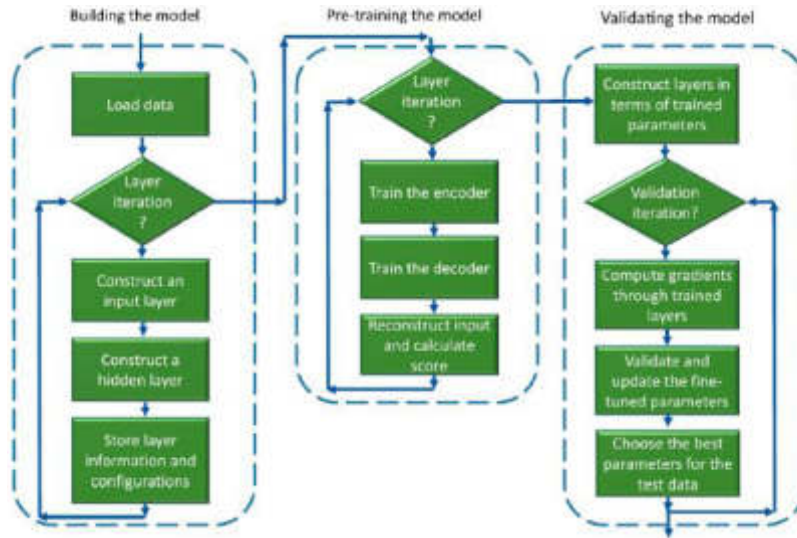 Building the model
Load data
Layer
iteration
?
Construct an
input layer
Construct a
hidden layer
Store layer
information and
configurations
Pre-training the model
Layer
iteration
?
Train the encoder
Train the decoder
Reconstruct input
and calculate
score
Validating the model
Construct layers in
terms of trained
parameters
Validation
iteration?
Compute gradients
through trained
layers
Validate and
update the fine-
tuned parameters
Choose the best
parameters for the
test data